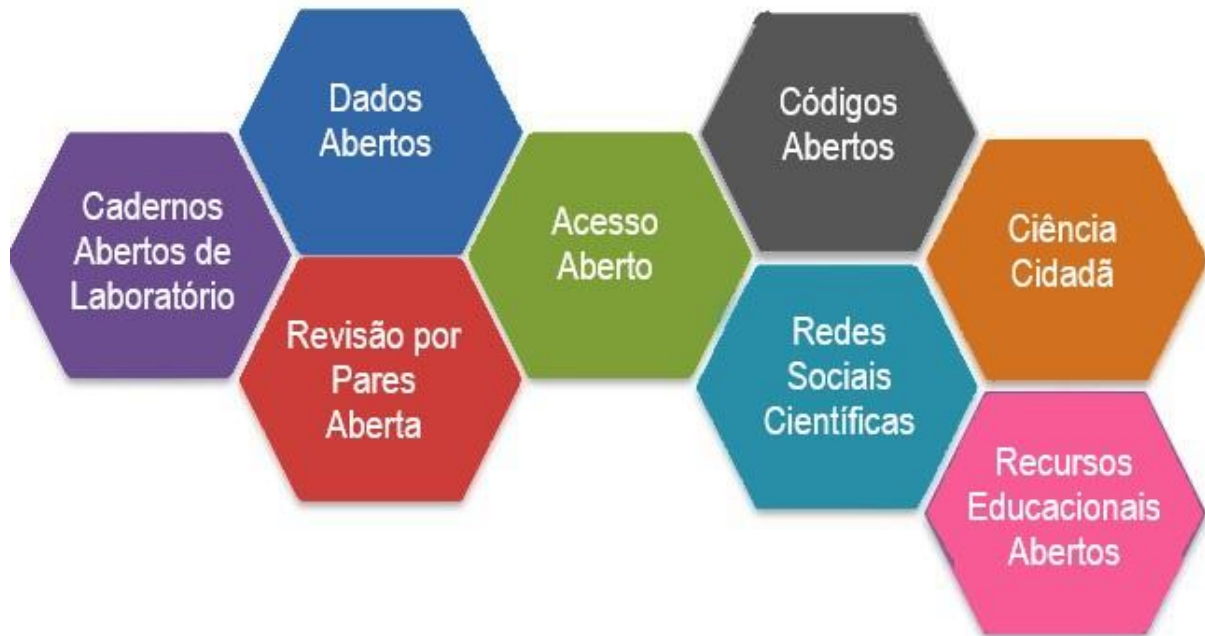 Cadernos
Abertos de
Laboratório
Dados
Abertos
Revisão por
Pares
Aberta
Acesso
Aberto
Códigos
Abertos
Redes
Sociais
Científicas
Ciência
Cidadã
Recursos
Educacionais
Abertos